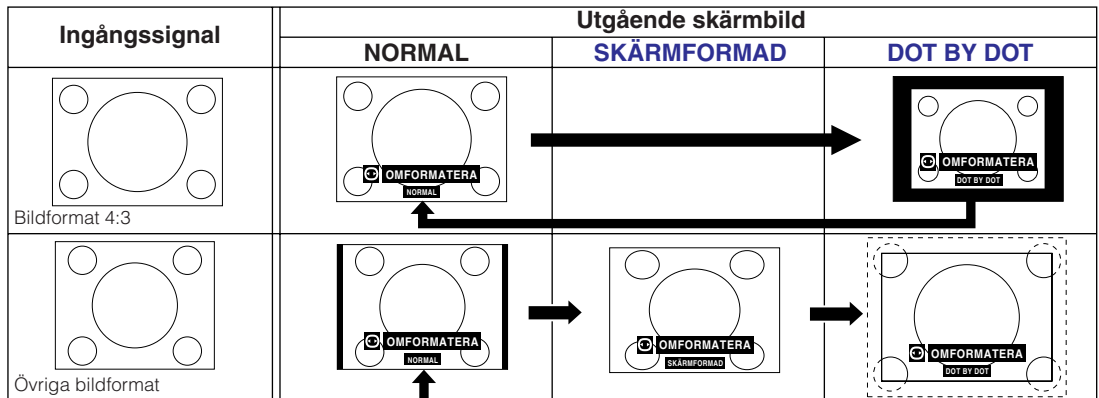 Ingångssignal
Utgående skärmbild
NORMAL
SKÄRMFORMAD
DOT BY DOT
OMFORMATERA
NORMAL
OMFORMATERA
DOT BY DOT
Bildformat 4:3
OMFORMATERA
NORMAL
OMFORMATERA
SKÄRMFORMAD
OMFORMATERA
DOT BY DOT
Övriga bildformat